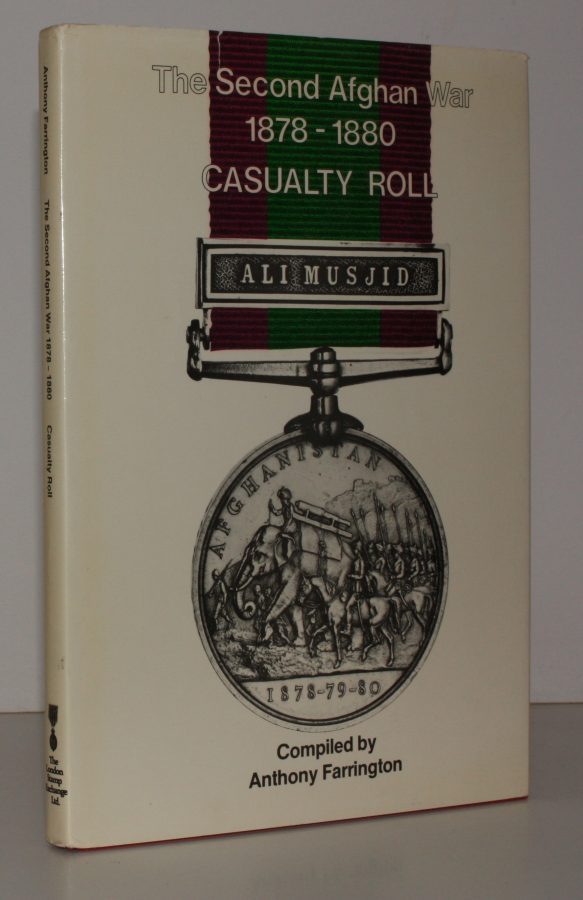 The Second Afghan War
1878 - 1880
CASUALTY ROLL
ALI MUSJID
AFGHANISTAN
1878-79-80
Compiled by
Anthony Farrington
Anthony Farrington The Second Afghan War 1878 - 1880 Casualty Roll
The
London
Stamp
Exchange
Ltd.